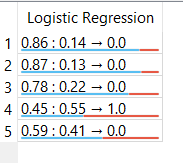 Logistic Regression
1 0.86 : 0.14 → 0.0
2 0.87 : 0.13 → 0.0
3 0.78 : 0.22 → 0.0
4 0.45 : 0.55 → 1.0
5 0.59 : 0.41 → 0.0